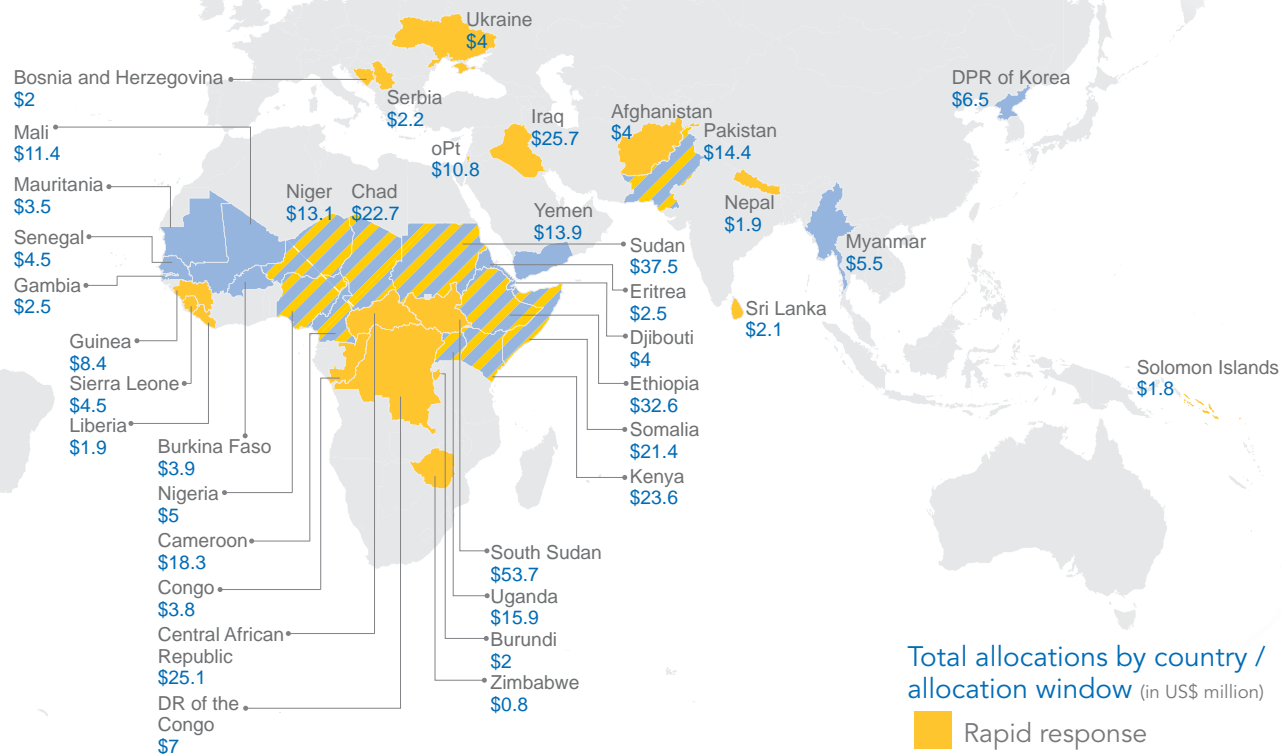 Ukraine
$4
Bosnia and Herzegovina
$2
Serbia
$2.2
Mali
$11.4
Mauritania
$3.5
Senegal
$4.5
Gambia
$2.5
Guinea
$8.4
Sierra Leone
$4.5
Liberia
$1.9
Burkina Faso
$3.9
Nigeria
$5
Cameroon
$18.3
Congo
$3.8
Central African
Republic
$25.1
DR of the
Congo
$7
Niger
$13.1
Chad
$22.7
oPt
$10.8
Iraq
$25.7
Yemen
$13.9
Afghanistan
$4
Pakistan
$14.4
Nepal
$1.9
DPR of Korea
$6.5
Myanmar
$5.5
Sri Lanka
$2.1
Solomon Islands
$1.8
Sudan
$37.5
Eritrea
$2.5
Djibouti
$4
Ethiopia
$32.6
Somalia
$21.4
Kenya
$23.6
South Sudan
$53.7
Uganda
$15.9
Burundi
$2
Zimbabwe
$0.8
Total allocations by country /
allocation window (in US$ million)
Rapid response